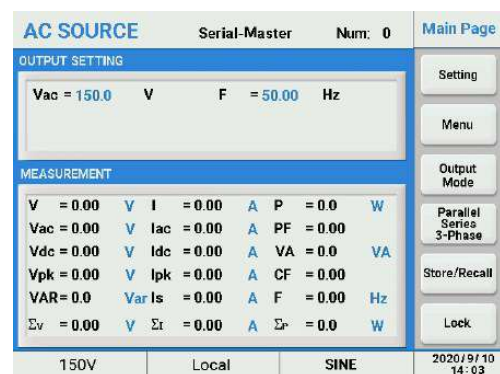 AC SOURCE Serial-Master Num: 0 Main Page
OUTPUT SETTING
Vac = 150.0 V F = 50.00 Hz
Setting
Menu
Output
Mode
MEASUREMENT
V = 0.00 V I = 0.00 A P = 0.0 W
Vac = 0.00 V Iac = 0.00 A PF = 0.00
Vdc = 0.00 V Idc = 0.00 A VA = 0.0 VA
Vpk = 0.00 V Ipk = 0.00 A CF = 0.00
VAR= 0.0 Var Is = 0.00 A F = 0.00 Hz
Σv = 0.00 V ΣI = 0.00 A ΣP = 0.0 W
Parallel
Series
3-Phase
Store/Recall
Lock
150V Local SINE 2020/9/10
14:03